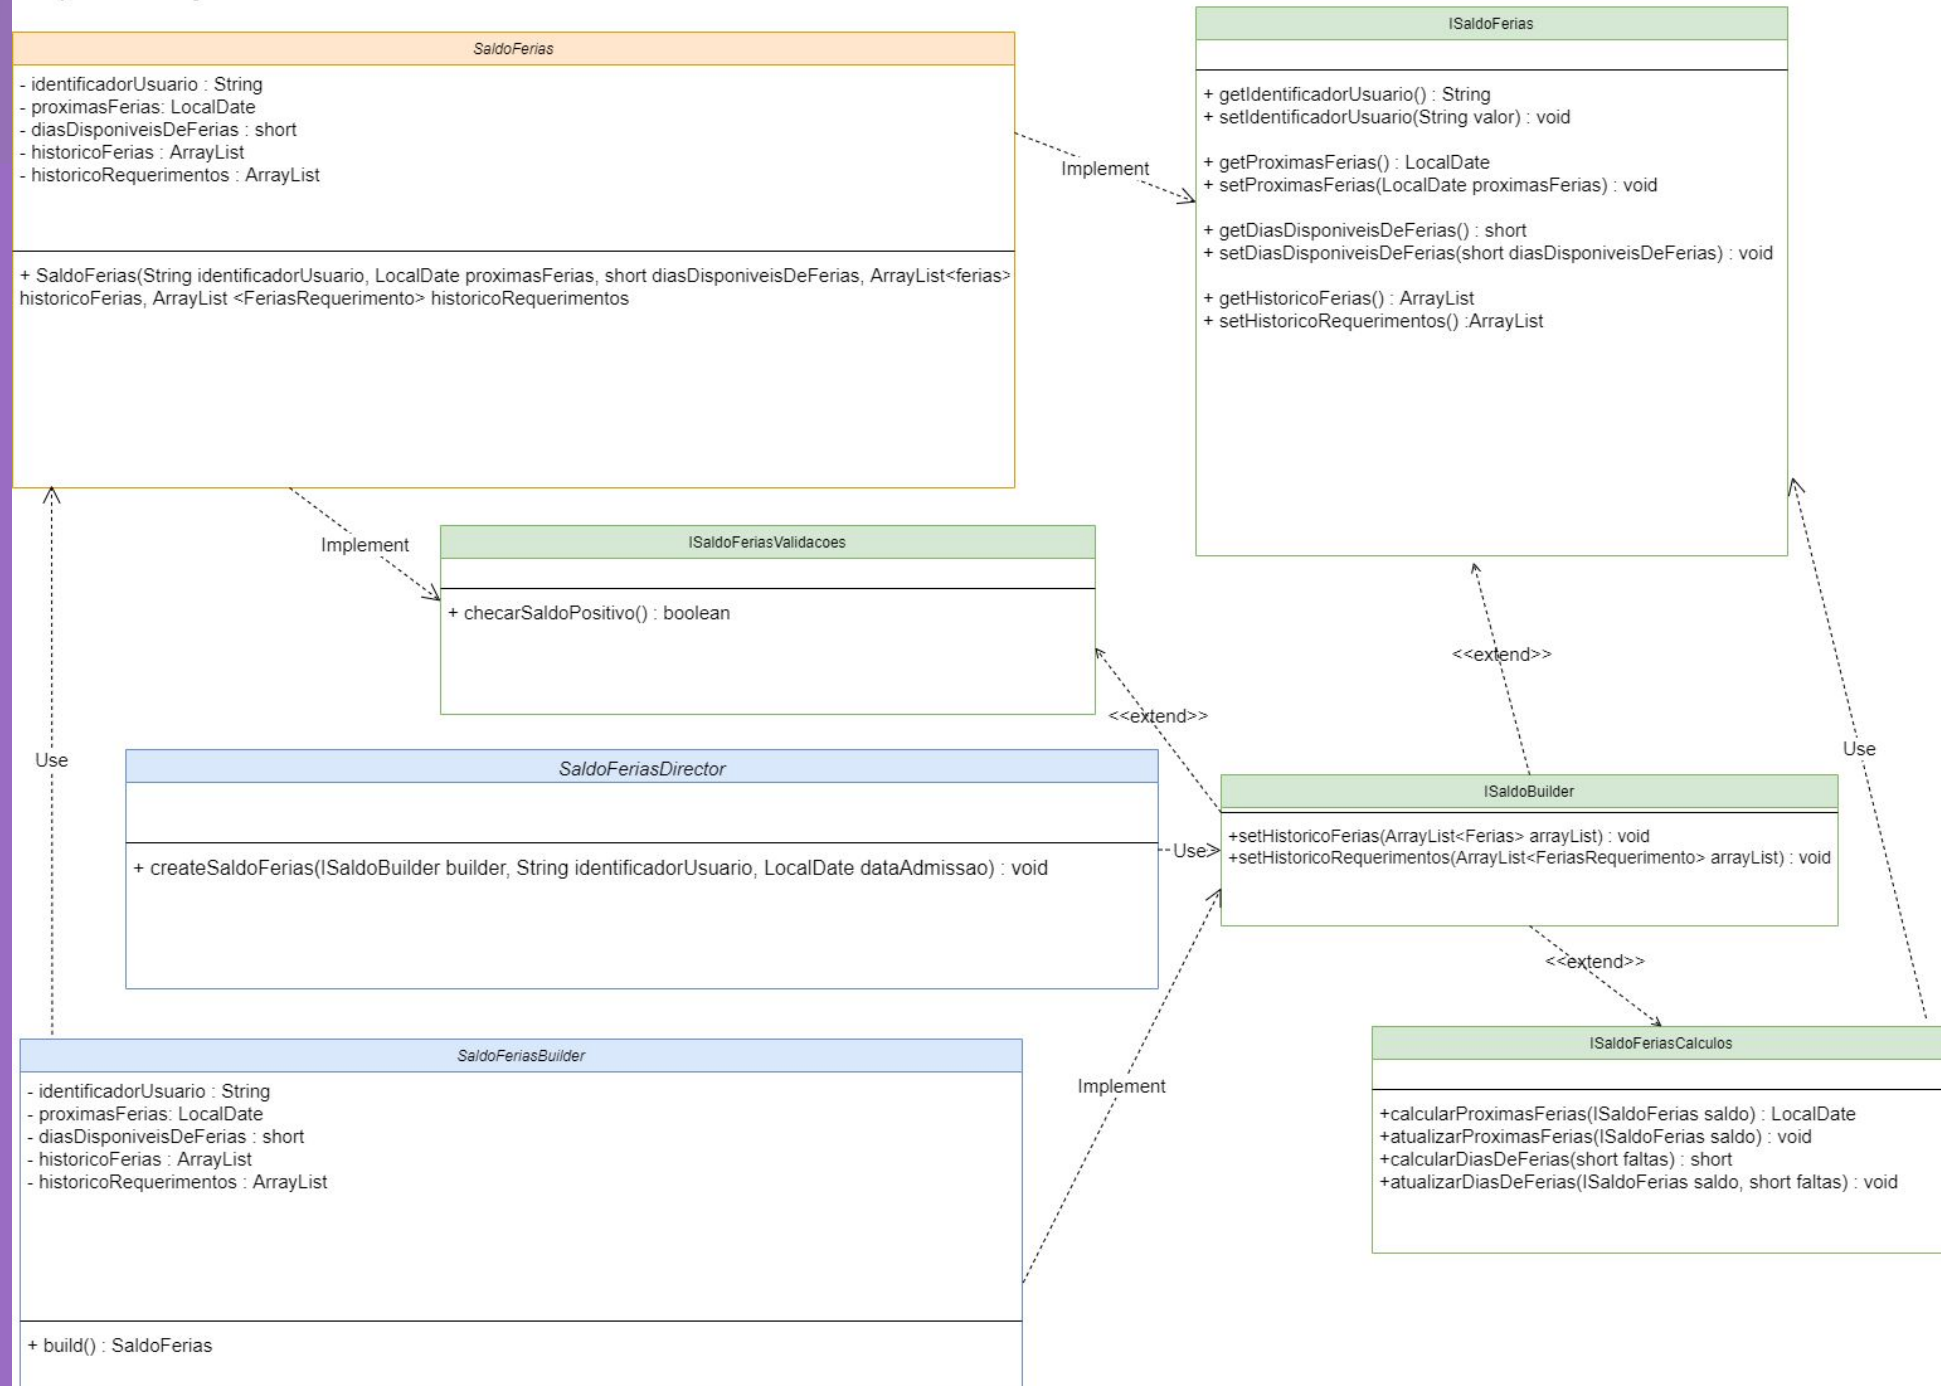 SaldoFerias
- identificadorUsuario : String
- proximasFerias: LocalDate
- diasDisponiveisDeFerias : short
- historicoFerias : ArrayList
- historicoRequerimentos : ArrayList
+ SaldoFerias(String identificadorUsuario, LocalDate proximasFerias, short diasDisponiveisDeFerias, ArrayList<ferias>
historicoFerias, ArrayList <FeriasRequerimento> historicoRequerimentos
Implement
ISaldoFerias
+ getIdentificadorUsuario() : String
+ setIdentificadorUsuario(String valor) : void
+ getProximasFerias() : LocalDate
+ setProximasFerias(LocalDate proximasFerias) : void
+ getDiasDisponiveisDeFerias() : short
+ setDiasDisponiveisDeFerias(short diasDisponiveisDeFerias) : void
+ getHistoricoFerias() : ArrayList
+ setHistoricoRequerimentos() :ArrayList
Implement
ISaldoFeriasValidacoes
+ checarSaldoPositivo() : boolean
<<extend>>
<<extend>>
Use
Use
SaldoFeriasDirector
+ createSaldoFerias(ISaldoBuilder builder, String identificadorUsuario, LocalDate dataAdmissao) : void
Use
ISaldoBuilder
+setHistoricoFerias(ArrayList<Ferias> arrayList) : void
+setHistoricoRequerimentos(ArrayList<FeriasRequerimento> arrayList) : void
<<extend>>
Implement
SaldoFeriasBuilder
- identificadorUsuario : String
- proximasFerias: LocalDate
- diasDisponiveisDeFerias : short
- historicoFerias : ArrayList
- historicoRequerimentos : ArrayList
+ build() : SaldoFerias
ISaldoFeriasCalculos
+calcularProximasFerias(ISaldoFerias saldo) : LocalDate
+atualizarProximasFerias(ISaldoFerias saldo) : void
+calcularDiasDeFerias(short faltas) : short
+atualizarDiasDeFerias(ISaldoFerias saldo, short faltas) : void